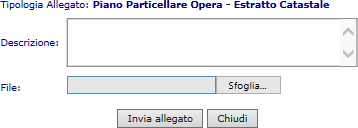 Tipologia Allegato: Piano Particellare Opera - Estratto Catastale
Descrizione:
File: Sfoglia...
Invia allegato Chiudi